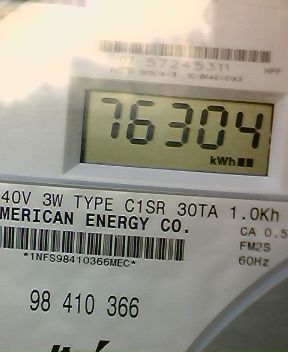 57245311
76304
kWh
40V 3W TYPE C1SR 30TA 1.0Kh
MERICAN ENERGY CO.
CA 0.5
FM2S
60Hz
*1NFS98410366MEC*
98 410 366